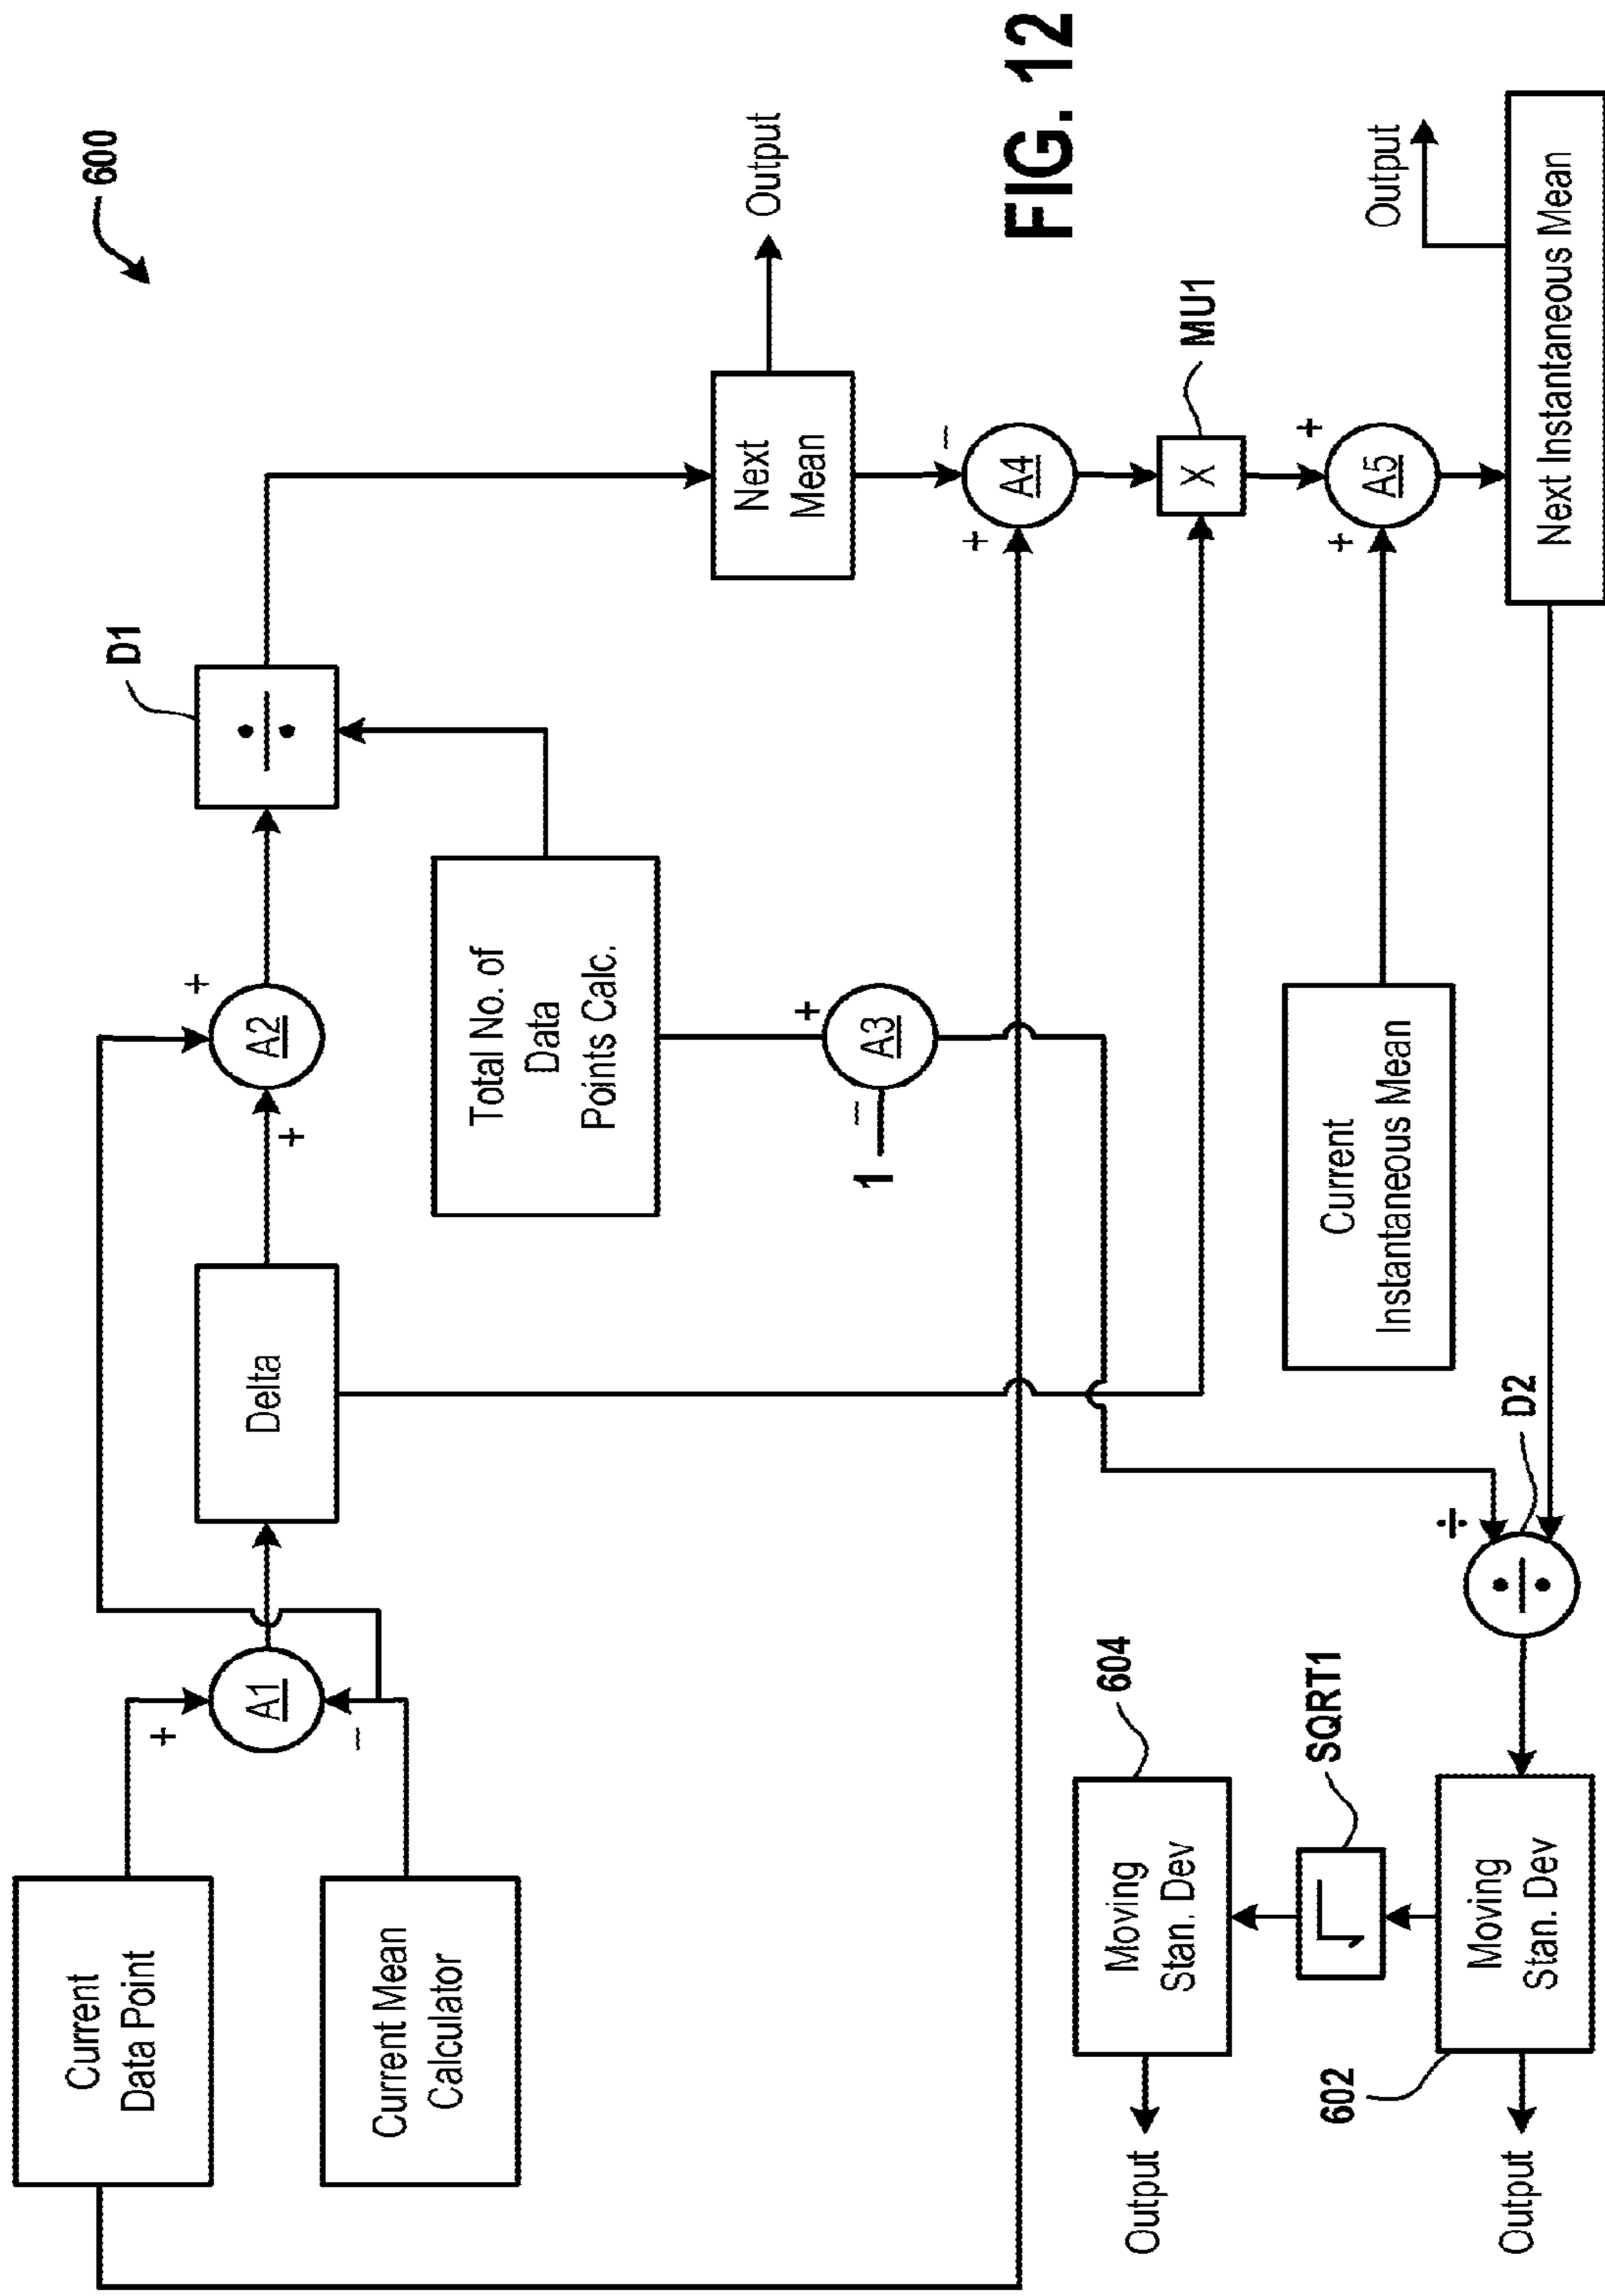 600
Current
Data Point
+
A1
−
Current Mean
Calculator
Delta
+
A2
+
D1
Total No. of
Data
Points Calc.
+
1
−
A3
Next
Mean
Output
−
+
A4
X
MU1
+
+
A5
Current
Instantaneous Mean
Next Instantaneous Mean
Output
÷
D2
Moving
Stan. Dev
604
Output
SQRT1
Moving
Stan. Dev
602
Output
FIG. 12